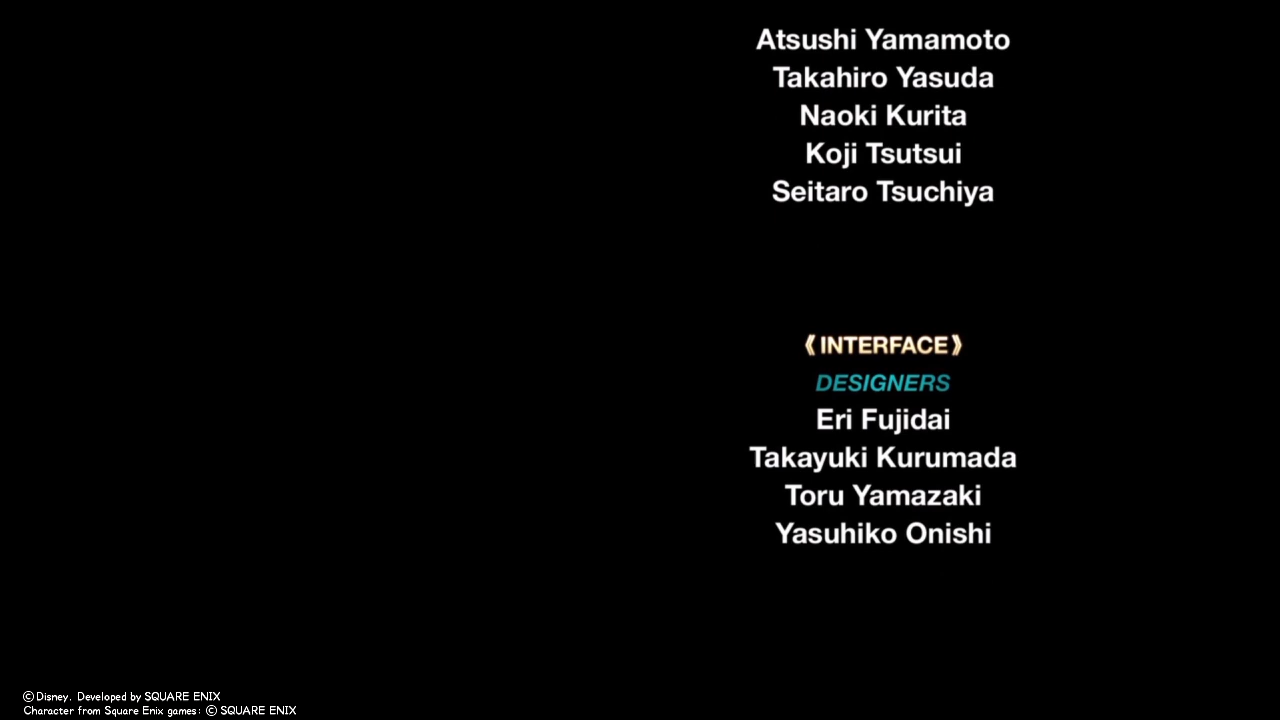 Atsushi Yamamoto
Takahiro Yasuda
Naoki Kurita
Koji Tsutsui
Seitaro Tsuchiya
《INTERFACE》
DESIGNERS
Eri Fujidai
Takayuki Kurumada
Toru Yamazaki
Yasuhiko Onishi
©Disney. Developed by SQUARE ENIX
Character from Square Enix games: © SQUARE ENIX